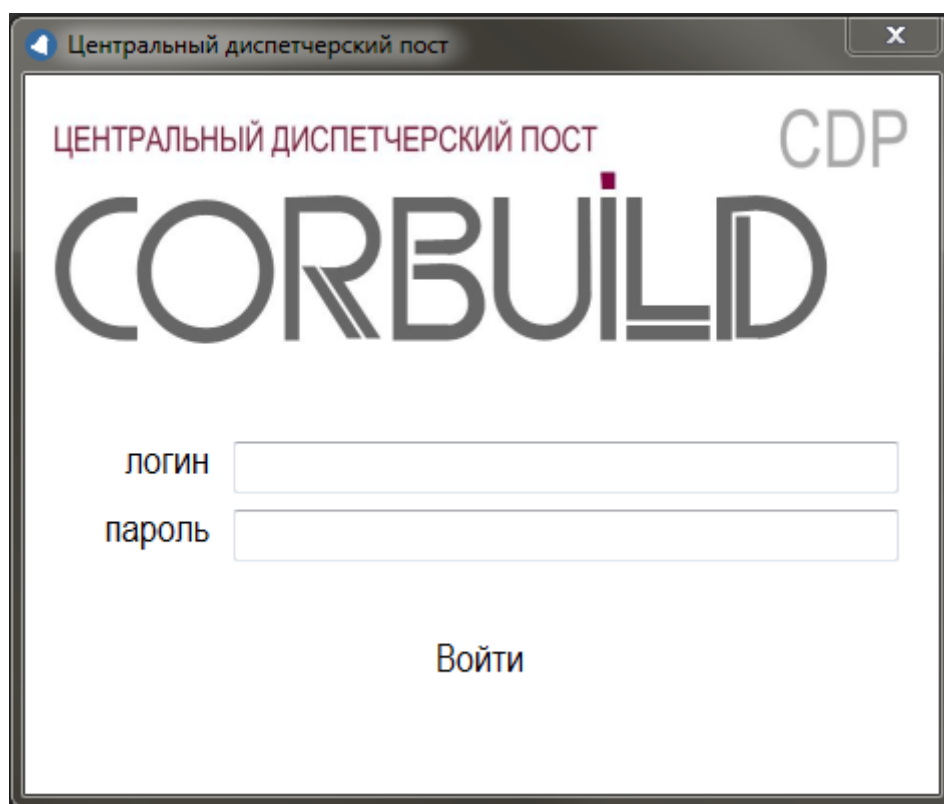 Центральный диспетчерский пост
ЦЕНТРАЛЬНЫЙ ДИСПЕТЧЕРСКИЙ ПОСТ
CDP
CORBUILD
логин
пароль
Войти